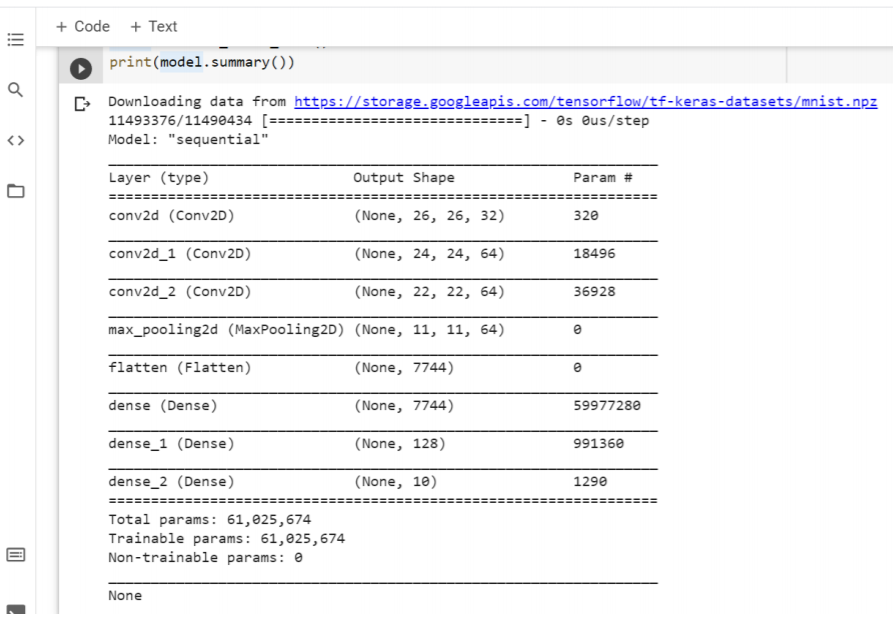 + Code + Text
print(model.summary())
Downloading data from https://storage.googleapis.com/tensorflow/tf-keras-datasets/mnist.npz
11493376/11490434 [==============================] - 0s 0us/step
Model: "sequential"
_________________________________________________________________
Layer (type) Output Shape Param #
=================================================================
conv2d (Conv2D) (None, 26, 26, 32) 320
_________________________________________________________________
conv2d_1 (Conv2D) (None, 24, 24, 64) 18496
_________________________________________________________________
conv2d_2 (Conv2D) (None, 22, 22, 64) 36928
_________________________________________________________________
max_pooling2d (MaxPooling2D) (None, 11, 11, 64) 0
_________________________________________________________________
flatten (Flatten) (None, 7744) 0
_________________________________________________________________
dense (Dense) (None, 7744) 59977280
_________________________________________________________________
dense_1 (Dense) (None, 128) 991360
_________________________________________________________________
dense_2 (Dense) (None, 10) 1290
=================================================================
Total params: 61,025,674
Trainable params: 61,025,674
Non-trainable params: 0
_________________________________________________________________
None